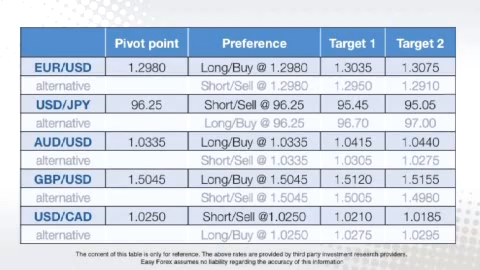 Pivot point Preference Target 1 Target 2
EUR/USD 1.2980 Long/Buy @ 1.2980 1.3035 1.3075
alternative Short/Sell @ 1.2980 1.2950 1.2910
USD/JPY 96.25 Short/Sell @ 96.25 95.45 95.05
alternative Long/Buy @ 96.25 96.70 97.00
AUD/USD 1.0335 Long/Buy @ 1.0335 1.0415 1.0440
alternative Short/Sell @ 1.0335 1.0305 1.0275
GBP/USD 1.5045 Long/Buy @ 1.5045 1.5120 1.5155
alternative Short/Sell @ 1.5045 1.5005 1.4980
USD/CAD 1.0250 Short/Sell @1.0250 1.0210 1.0185
alternative Long/Buy @ 1.0250 1.0275 1.0295
The content of this table is only for reference. The above rates are provided by third party investment research providers.
Easy Forex assumes no liability regarding the accuracy of this information